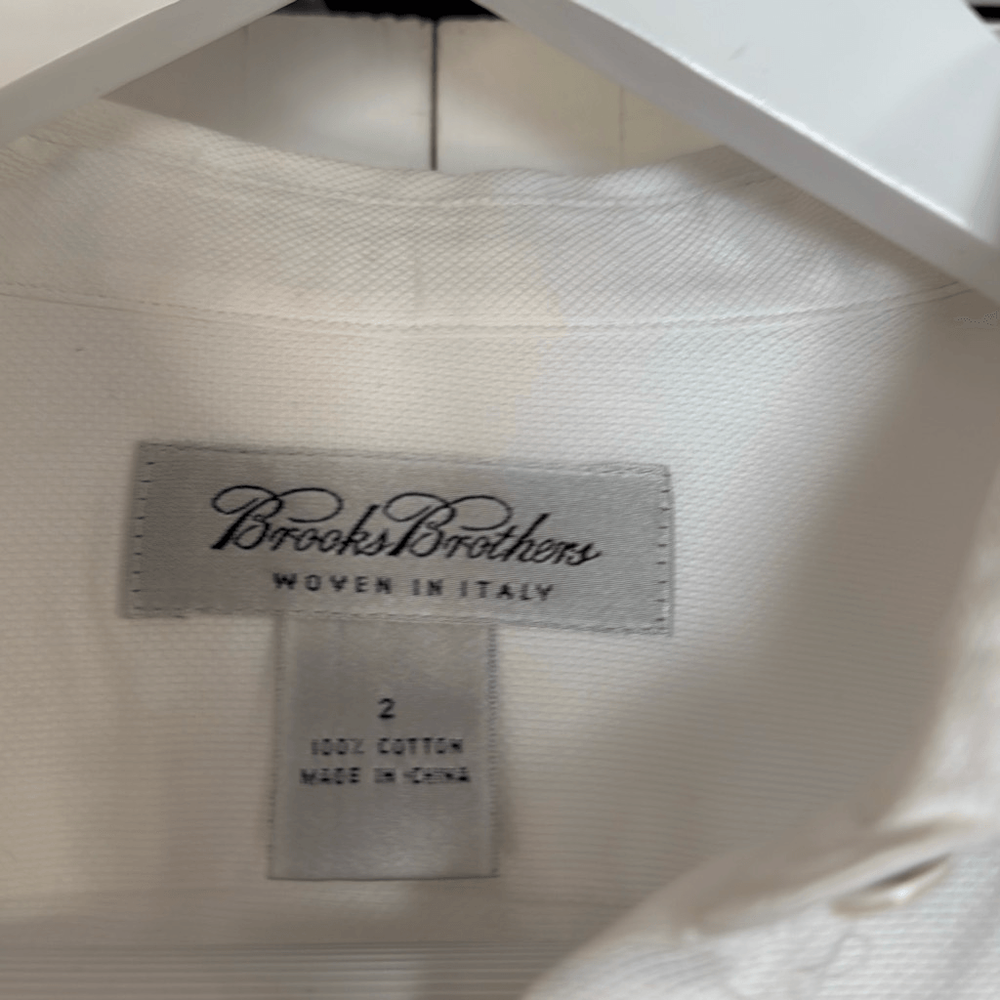 Brooks Brothers
WOVEN IN ITALY
2
100% COTTON
MADE IN CHINA